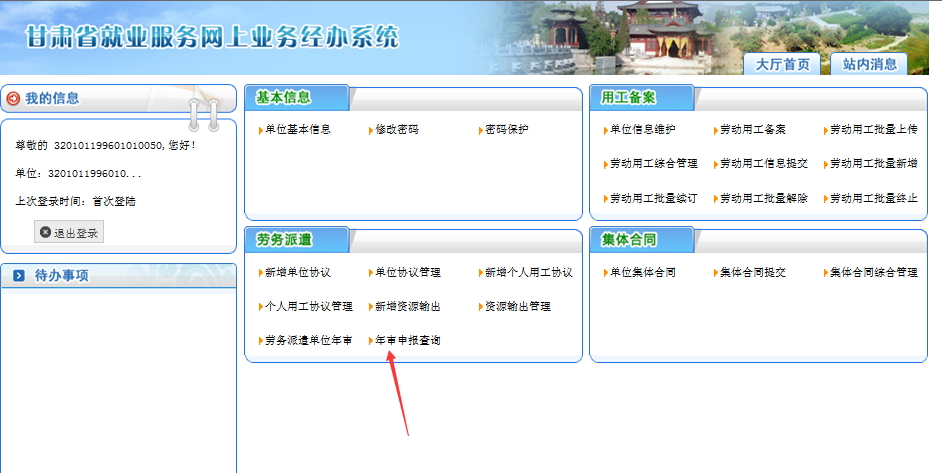 甘肃省就业服务网上业务经办系统
大厅首页
站内消息
我的信息
尊敬的 320101199601010050,您好！
单位：3201011996010...
上次登录时间：首次登陆
退出登录
待办事项
基本信息
单位基本信息
修改密码
密码保护
用工备案
单位信息维护
劳动用工备案
劳动用工批量上传
劳动用工综合管理
劳动用工信息提交
劳动用工批量新增
劳动用工批量续订
劳动用工批量解除
劳动用工批量终止
劳务派遣
新增单位协议
单位协议管理
新增个人用工协议
个人用工协议管理
新增资源输出
资源输出管理
劳务派遣单位年审
年审申报查询
集体合同
单位集体合同
集体合同提交
集体合同综合管理